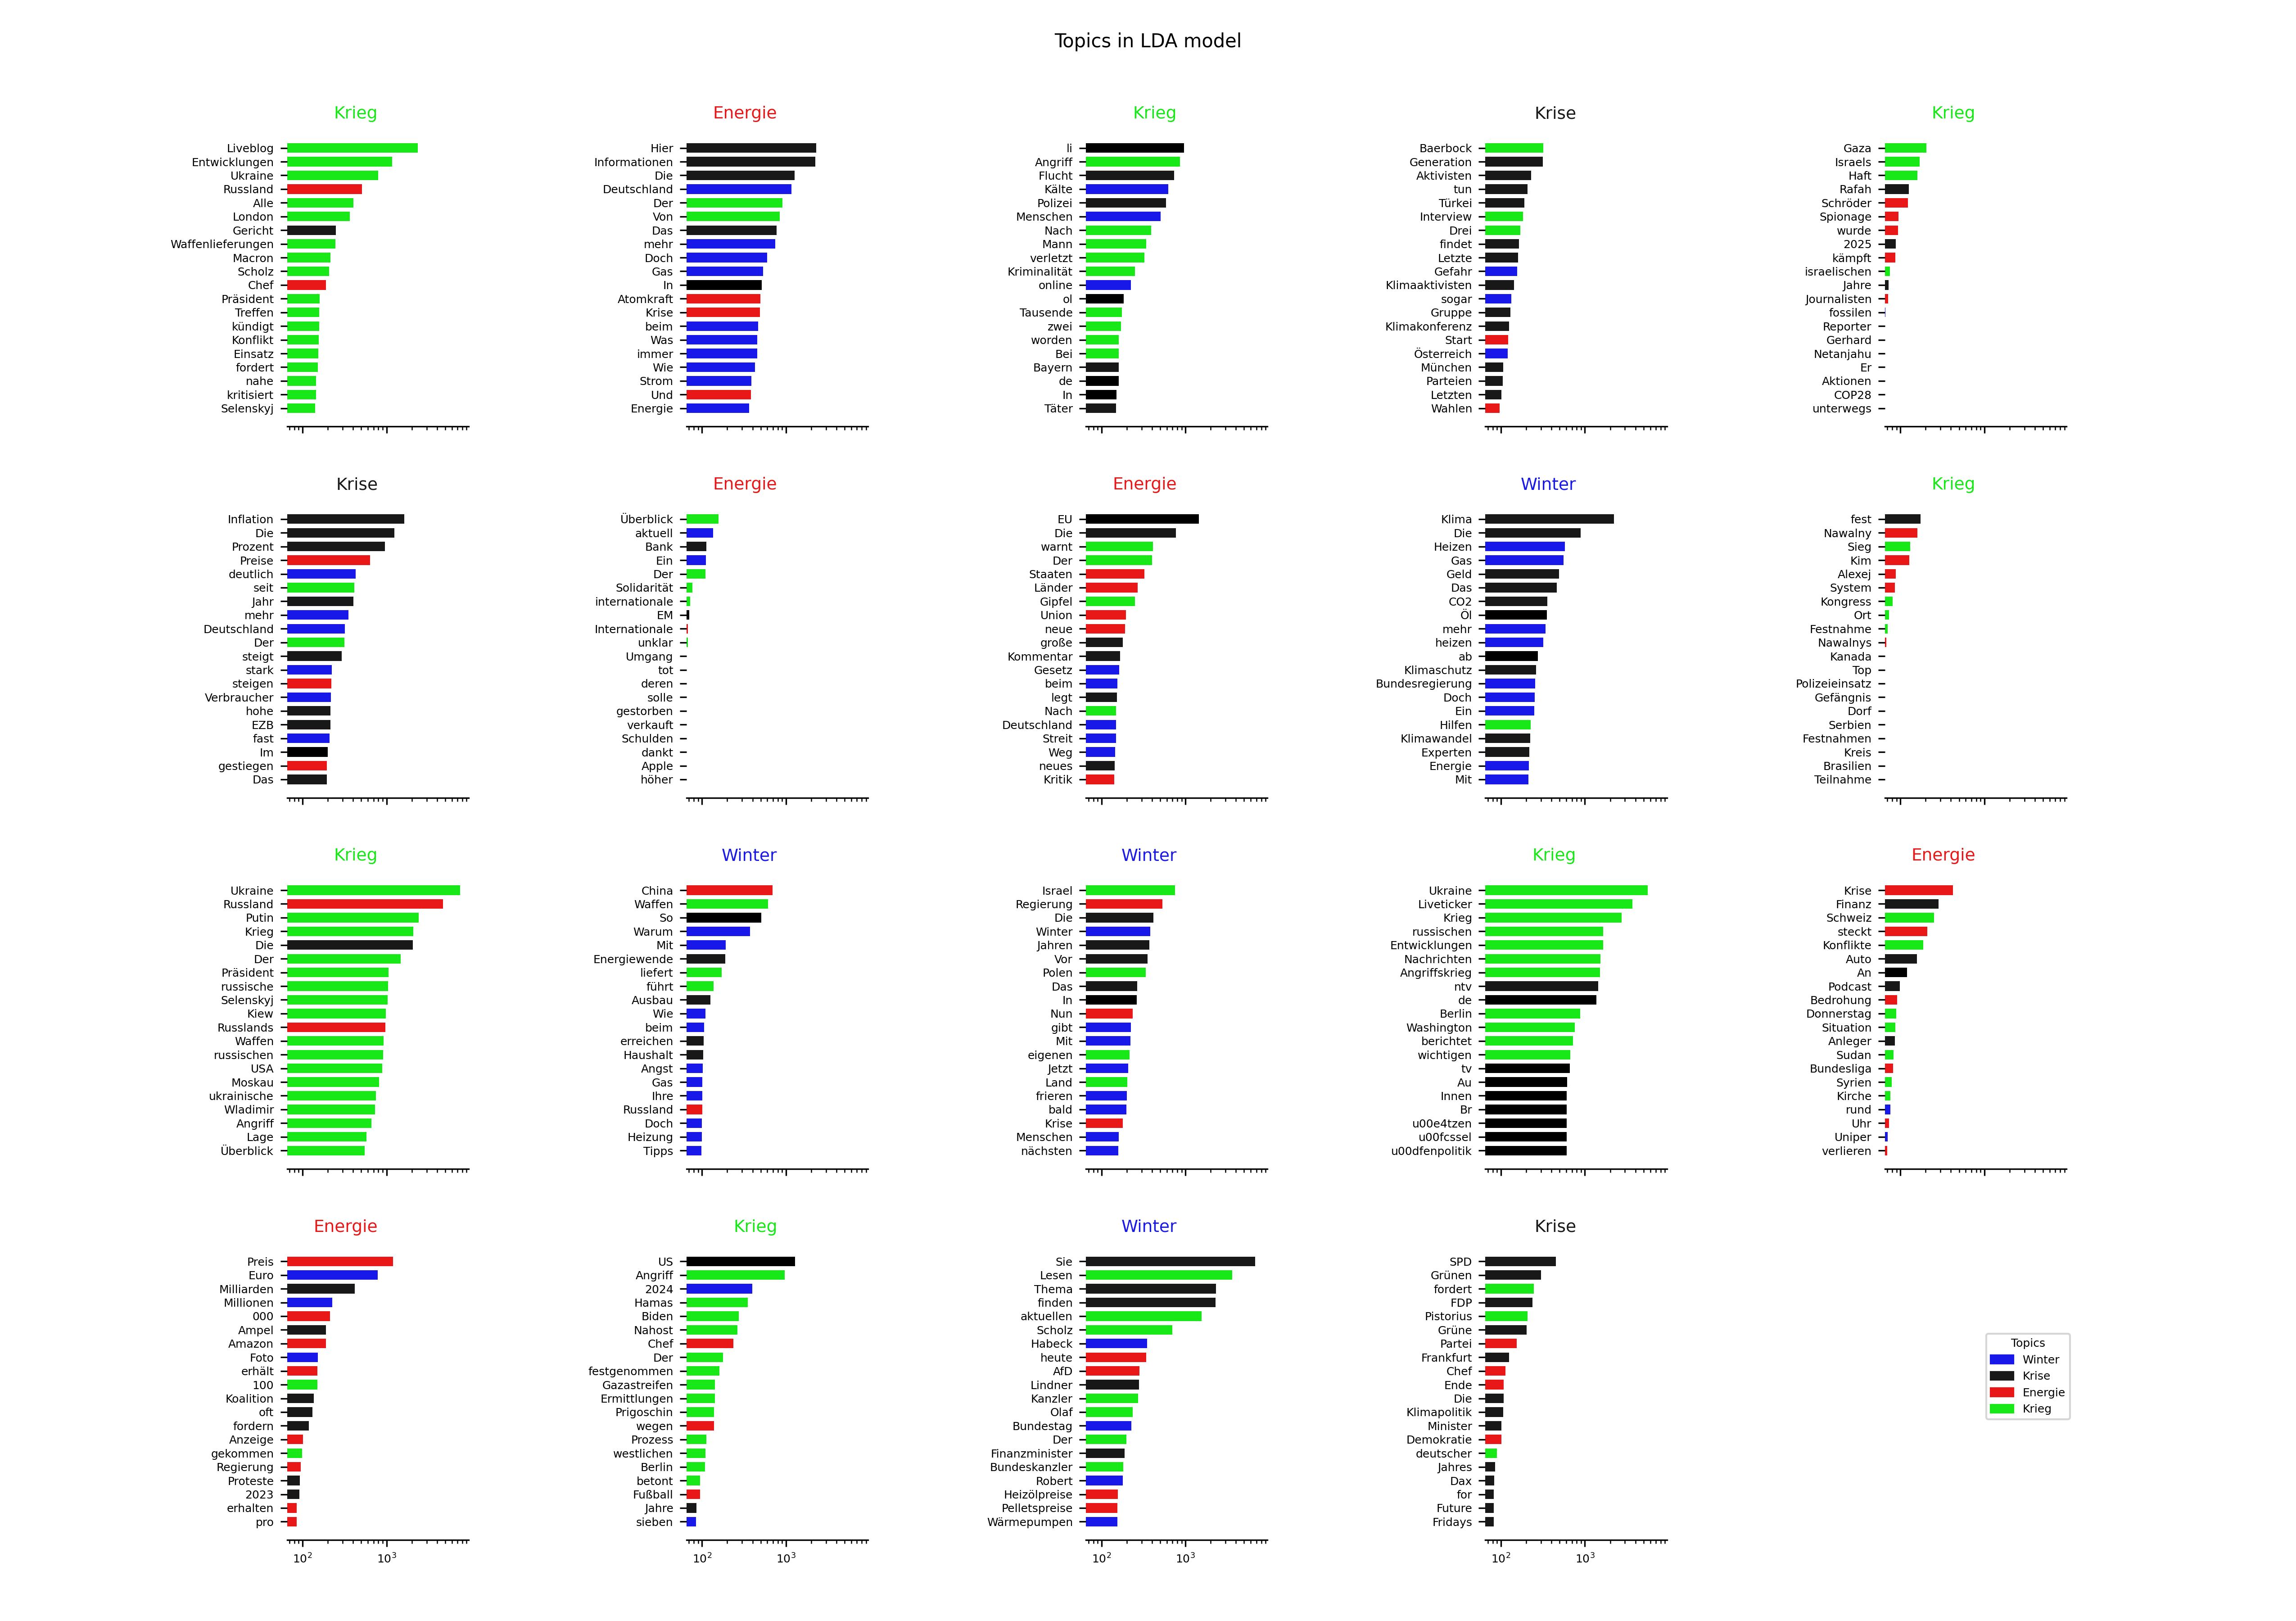 Topics in LDA model
Krieg
Liveblog
Entwicklungen
Ukraine
Russland
Alle
London
Gericht
Waffenlieferungen
Macron
Scholz
Chef
Präsident
Treffen
kündigt
Konflikt
Einsatz
fordert
nahe
kritisiert
Selenskyj
Energie
Hier
Informationen
Die
Deutschland
Der
Von
Das
mehr
Doch
Gas
In
Atomkraft
Krise
beim
Was
immer
Wie
Strom
Und
Energie
Krieg
li
Angriff
Flucht
Kälte
Polizei
Menschen
Nach
Mann
verletzt
Kriminalität
online
ol
Tausende
zwei
worden
Bei
Bayern
de
In
Täter
Krise
Baerbock
Generation
Aktivisten
tun
Türkei
Interview
Drei
findet
Letzte
Gefahr
Klimaaktivisten
sogar
Gruppe
Klimakonferenz
Start
Österreich
München
Parteien
Letzten
Wahlen
Krieg
Gaza
Israels
Haft
Rafah
Schröder
Spionage
wurde
2025
kämpft
israelischen
Jahre
Journalisten
fossilen
Reporter
Gerhard
Netanjahu
Er
Aktionen
COP28
unterwegs
Krise
Inflation
Die
Prozent
Preise
deutlich
seit
Jahr
mehr
Deutschland
Der
steigt
stark
steigen
Verbraucher
hohe
EZB
fast
Im
gestiegen
Das
Energie
Überblick
aktuell
Bank
Ein
Der
Solidarität
internationale
EM
Internationale
unklar
Umgang
tot
deren
solle
gestorben
verkauft
Schulden
dankt
Apple
höher
Energie
EU
Die
warnt
Der
Staaten
Länder
Gipfel
Union
neue
große
Kommentar
Gesetz
beim
legt
Nach
Deutschland
Streit
Weg
neues
Kritik
Winter
Klima
Die
Heizen
Gas
Geld
Das
CO2
Öl
mehr
heizen
ab
Klimaschutz
Bundesregierung
Doch
Ein
Hilfen
Klimawandel
Experten
Energie
Mit
Krieg
fest
Nawalny
Sieg
Kim
Alexej
System
Kongress
Ort
Festnahme
Nawalnys
Kanada
Top
Polizeieinsatz
Gefängnis
Dorf
Serbien
Festnahmen
Kreis
Brasilien
Teilnahme
Krieg
Ukraine
Russland
Putin
Krieg
Die
Der
Präsident
russische
Selenskyj
Kiew
Russlands
Waffen
russischen
USA
Moskau
ukrainische
Wladimir
Angriff
Lage
Überblick
Winter
China
Waffen
So
Warum
Mit
Energiewende
liefert
führt
Ausbau
Wie
beim
erreichen
Haushalt
Angst
Gas
Ihre
Russland
Doch
Heizung
Tipps
Winter
Israel
Regierung
Die
Winter
Jahren
Vor
Polen
Das
In
Nun
gibt
Mit
eigenen
Jetzt
Land
frieren
bald
Krise
Menschen
nächsten
Krieg
Ukraine
Liveticker
Krieg
russischen
Entwicklungen
Nachrichten
Angriffskrieg
ntv
de
Berlin
Washington
berichtet
wichtigen
tv
Au
Innen
Br
u00e4tzen
u00fcssel
u00dfenpolitik
Energie
Krise
Finanz
Schweiz
steckt
Konflikte
Auto
An
Podcast
Bedrohung
Donnerstag
Situation
Anleger
Sudan
Bundesliga
Syrien
Kirche
rund
Uhr
Uniper
verlieren
Energie
Preis
Euro
Milliarden
Millionen
000
Ampel
Amazon
Foto
erhält
100
Koalition
oft
fordern
Anzeige
gekommen
Regierung
Proteste
2023
erhalten
pro
10² 10³
Krieg
US
Angriff
2024
Hamas
Biden
Nahost
Chef
Der
festgenommen
Gazastreifen
Ermittlungen
Prigoschin
wegen
Prozess
westlichen
Berlin
betont
Fußball
Jahre
sieben
10² 10³
Winter
Sie
Lesen
Thema
finden
aktuellen
Scholz
Habeck
heute
AfD
Lindner
Kanzler
Olaf
Bundestag
Der
Finanzminister
Bundeskanzler
Robert
Heizölpreise
Pelletspreise
Wärmepumpen
10² 10³
Krise
SPD
Grünen
fordert
FDP
Pistorius
Grüne
Partei
Frankfurt
Chef
Ende
Die
Klimapolitik
Minister
Demokratie
deutscher
Jahres
Dax
for
Future
Fridays
10² 10³
Topics
Winter
Krise
Energie
Krieg